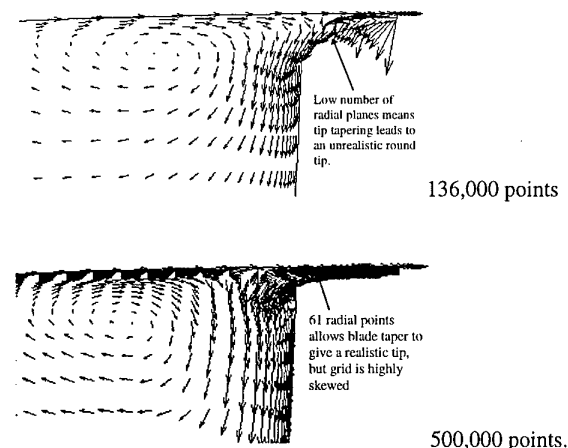 Low number of
radial planes means
tip tapering leads to
an unrealistic round
tip.
136,000 points
61 radial points
allows blade taper to
give a realistic tip,
but grid is highly
skewed
500,000 points.